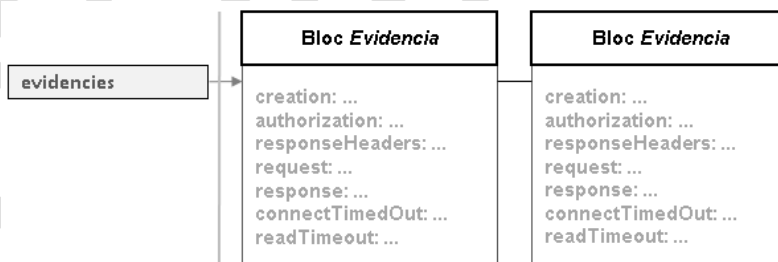 evidencies
Bloc Evidencia
creation: ...
authorization: ...
responseHeaders: ...
request: ...
response: ...
connectTimedOut: ...
readTimeout: ...
Bloc Evidencia
creation: ...
authorization: ...
responseHeaders: ...
request: ...
response: ...
connectTimedOut: ...
readTimeout: ...